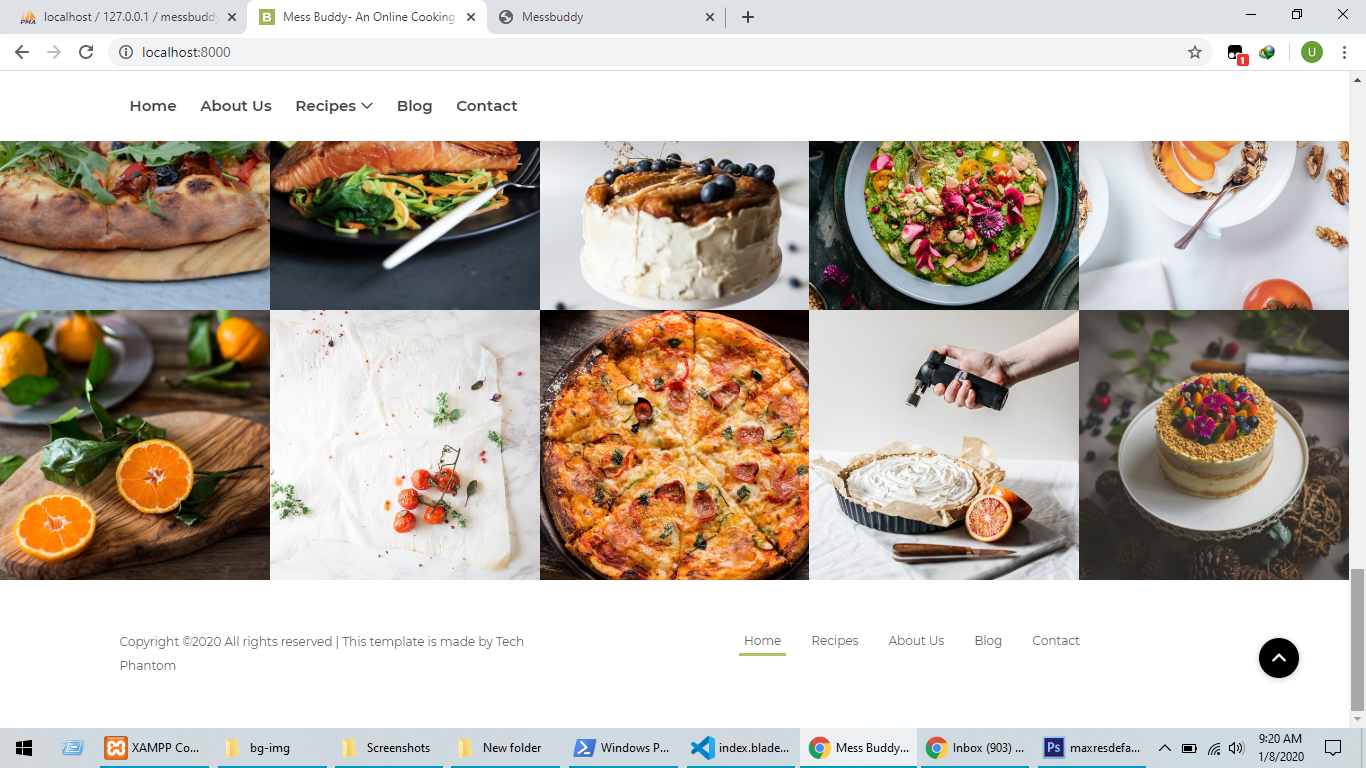 localhost / 127.0.0.1 / messbuddy
Mess Buddy- An Online Cooking
Messbuddy
localhost:8000
1
U
Home About Us Recipes Blog Contact
Copyright ©2020 All rights reserved | This template is made by Tech
Phantom
Home Recipes About Us Blog Contact
XAMPP Co...
bg-img
Screenshots
New folder
Windows P...
index.blade...
Mess Buddy...
Inbox (903) ...
Ps
maxresdefa...
9:20 AM
1/8/2020